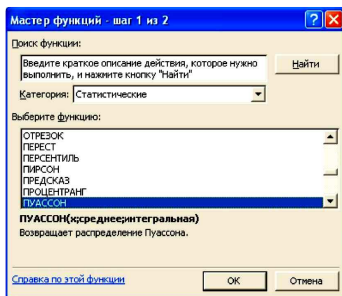 Мастер функций - шаг 1 из 2
Поиск функции:
Введите краткое описание действия, которое нужно
выполнить, и нажмите кнопку "Найти"
Найти
Категория: Статистические
Выберите функцию:
ОТРЕЗОК
ПЕРЕСТ
ПЕРСЕНТИЛЬ
ПИРСОН
ПРЕДСКАЗ
ПРОЦЕНТРАНГ
ПУАССОН
ПУАССОН(x;среднее;интегральная)
Возвращает распределение Пуассона.
Справка по этой функции
ОК
Отмена